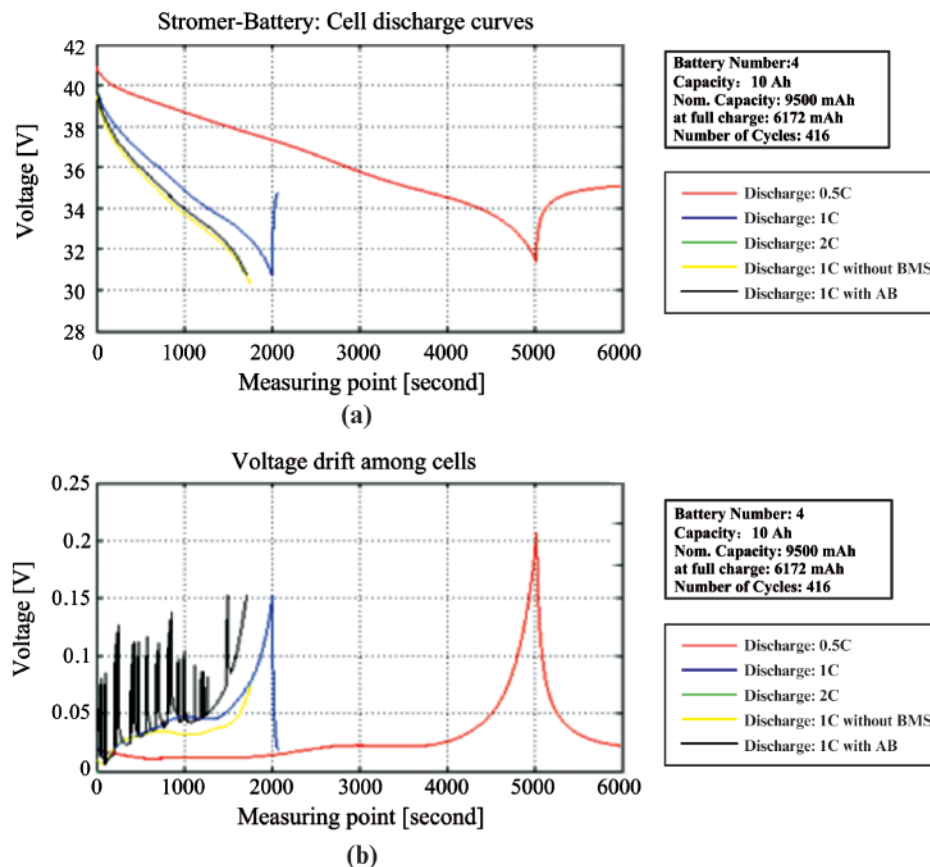 Stromer-Battery: Cell discharge curves
42
40
38
36
34
32
30
28
Voltage [V]
0
1000
2000
3000
4000
5000
6000
Measuring point [second]
(a)
Battery Number:4
Capacity: 10 Ah
Nom. Capacity: 9500 mAh
at full charge: 6172 mAh
Number of Cycles: 416
Discharge: 0.5C
Discharge: 1C
Discharge: 2C
Discharge: 1C without BMS
Discharge: 1C with AB
Voltage drift among cells
0.25
0.2
0.15
0.1
0.05
0
Voltage [V]
0
1000
2000
3000
4000
5000
6000
Measuring point [second]
(b)
Battery Number: 4
Capacity: 10 Ah
Nom. Capacity: 9500 mAh
at full charge: 6172 mAh
Number of Cycles: 416
Discharge: 0.5C
Discharge: 1C
Discharge: 2C
Discharge: 1C without BMS
Discharge: 1C with AB